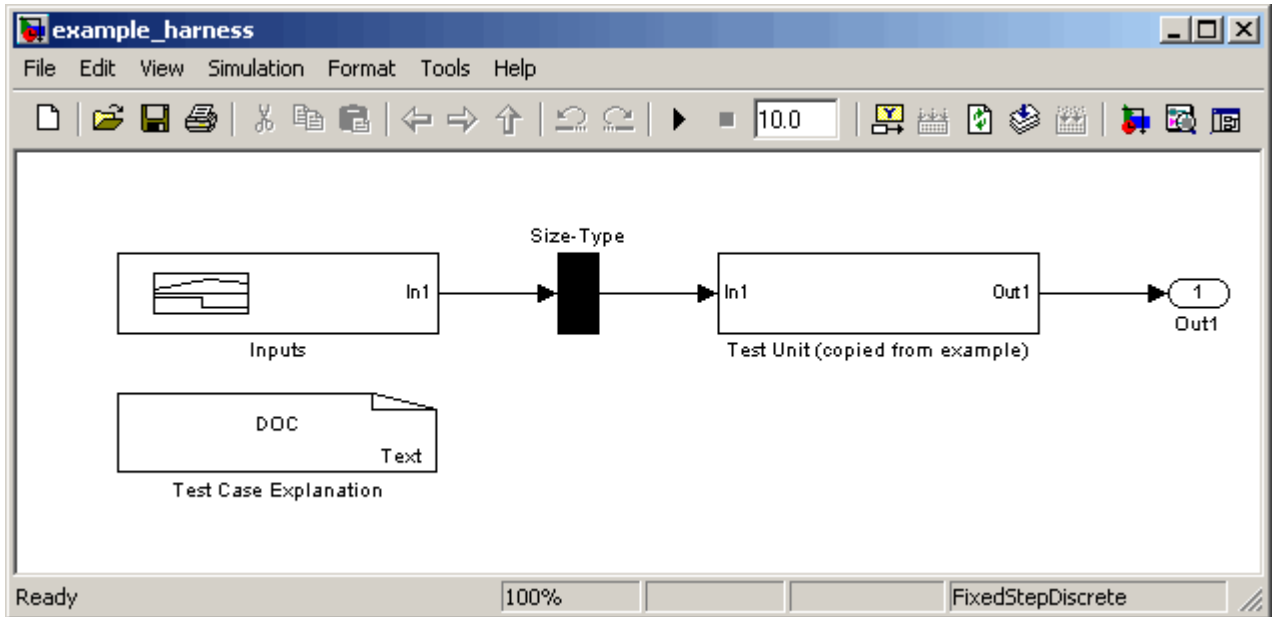 example_harness
File Edit View Simulation Format Tools Help
10.0
Size-Type
In1
In1
Out1
1
Inputs
Test Unit (copied from example)
Out1
DOC
Text
Test Case Explanation
Ready
100%
FixedStepDiscrete